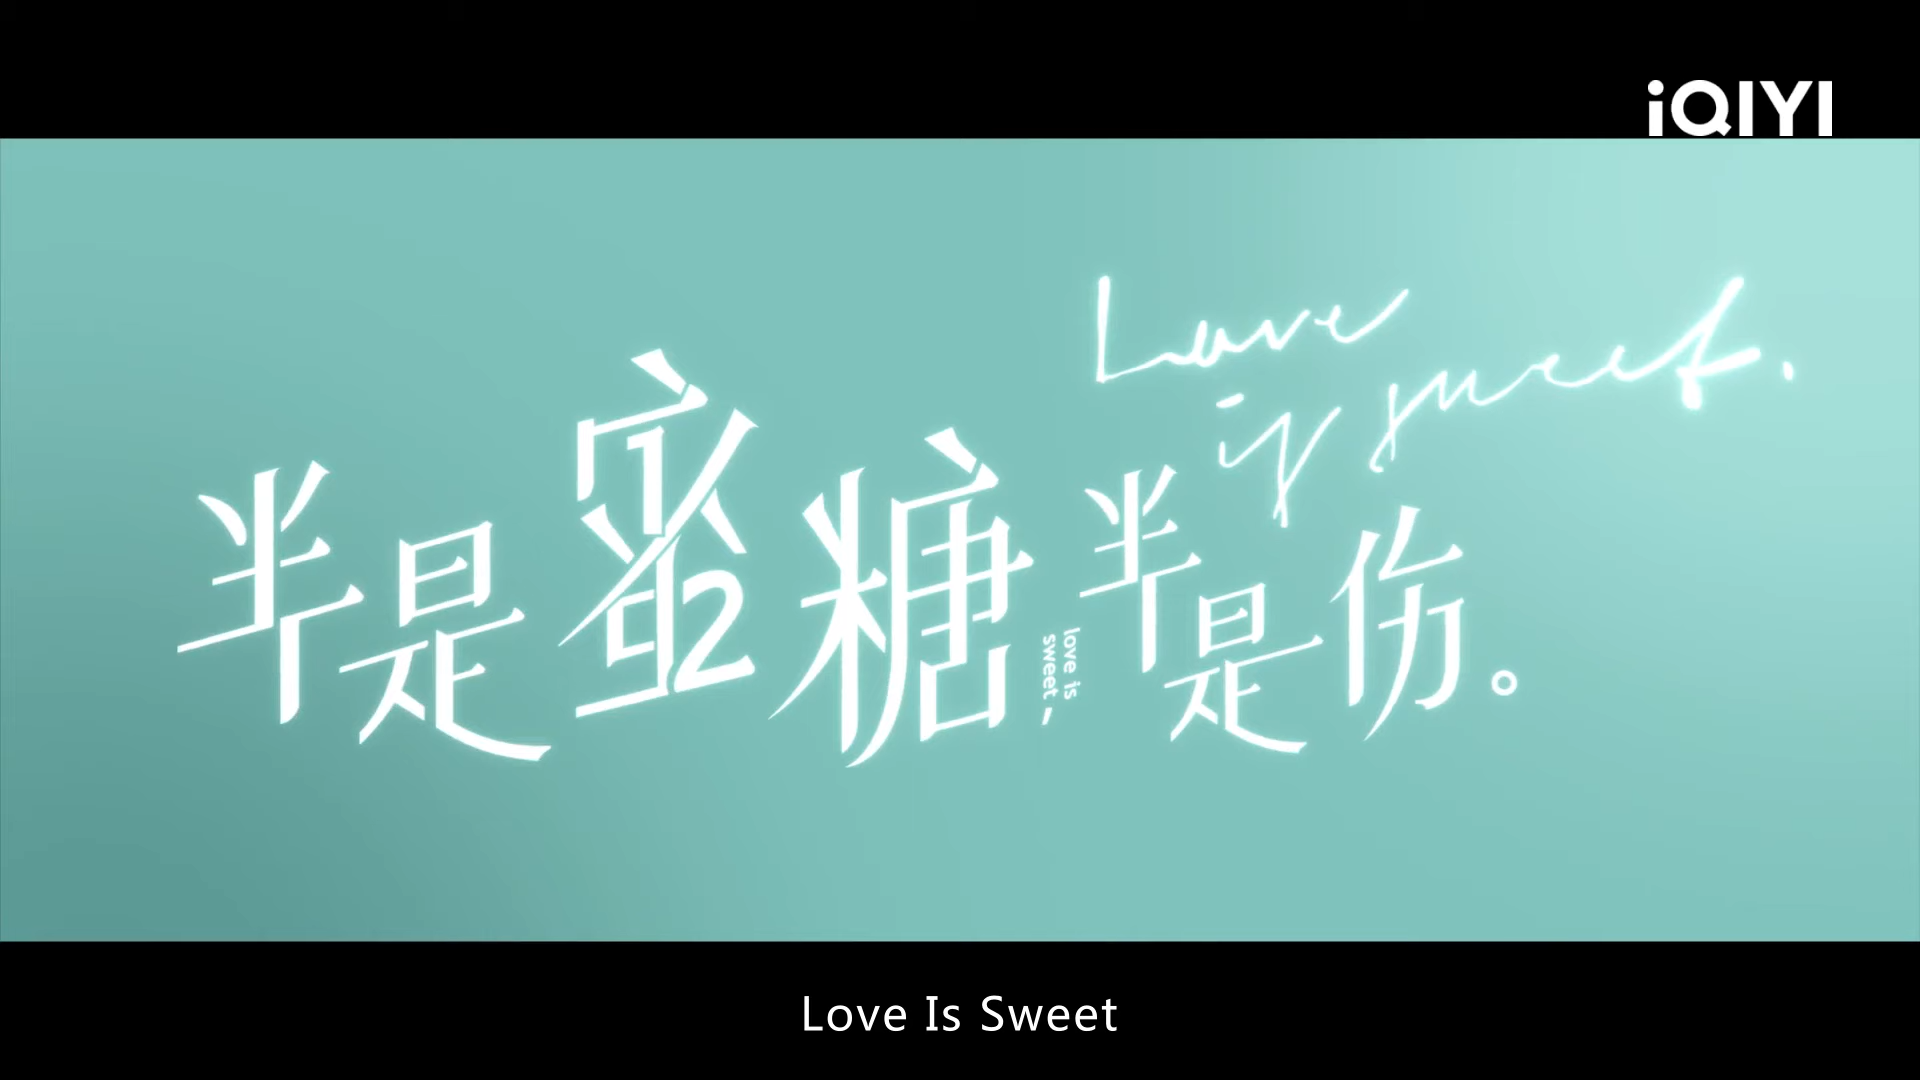 iQIYI
Love
is sweet.
半是蜜糖半是伤。
love is
sweet,
Love Is Sweet